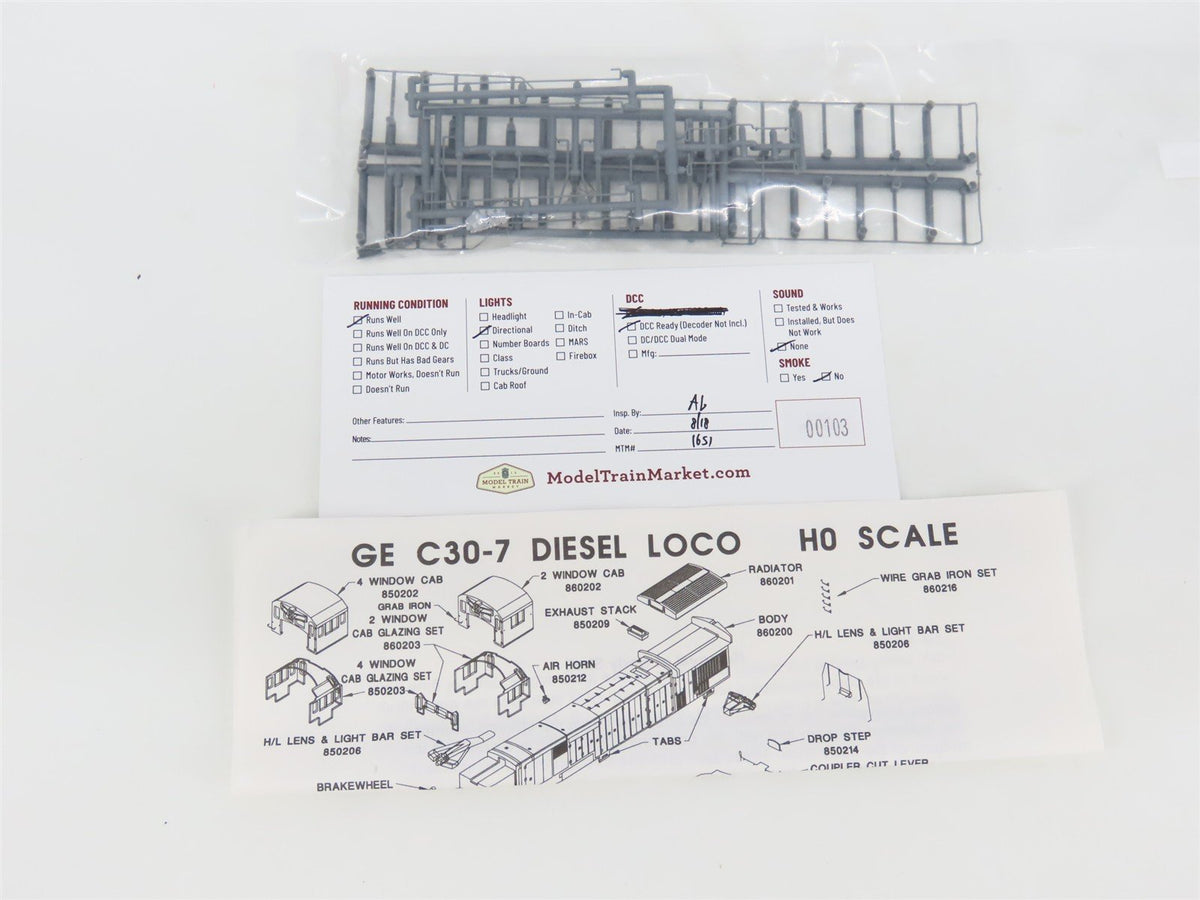 RUNNING CONDITION
Runs Well
Runs Well On DCC Only
Runs Well On DCC & DC
Runs But Has Bad Gears
Motor Works, Doesn't Run
Doesn't Run
LIGHTS
Headlight
Directional
Number Boards
Class
Trucks/Ground
Cab Roof
In-Cab
Ditch
MARS
Firebox
DCC
DCC Ready (Decoder Not Incl.)
DC/DCC Dual Mode
Mfg:
SOUND
Tested & Works
Installed, But Does
Not Work
None
SMOKE
Yes No
Other Features:
Notes:
Insp. By:
Date: 8/18
MTM# 1651
00103
MODEL TRAIN
MARKET
ModelTrainMarket.com
GE C30-7 DIESEL LOCO H0 SCALE
4 WINDOW CAB
850202
GRAB IRON
2 WINDOW
CAB GLAZING SET
860203
4 WINDOW
CAB GLAZING SET
850203
H/L LENS & LIGHT BAR SET
850206
BRAKEWHEEL
2 WINDOW CAB
860202
EXHAUST STACK
850209
AIR HORN
850212
TABS
RADIATOR
860201
BODY
860200
WIRE GRAB IRON SET
860216
H/L LENS & LIGHT BAR SET
850206
DROP STEP
850214
COUPLER CUT LEVER